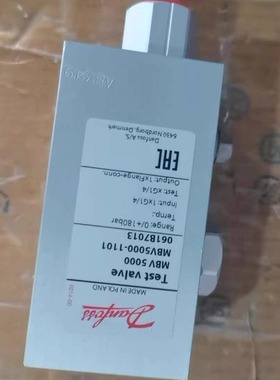 Danfoss
MADE IN POLAND
Test valve
MBV 5000
MBV5000-1101
061B7013
Range: 0/+180bar
Temp.-
Input: 1xG1/4
Test: xG1/4
Output: 1xFlange-conn.
EAC
Danfoss A/S,
6430 Nordborg, Denmark